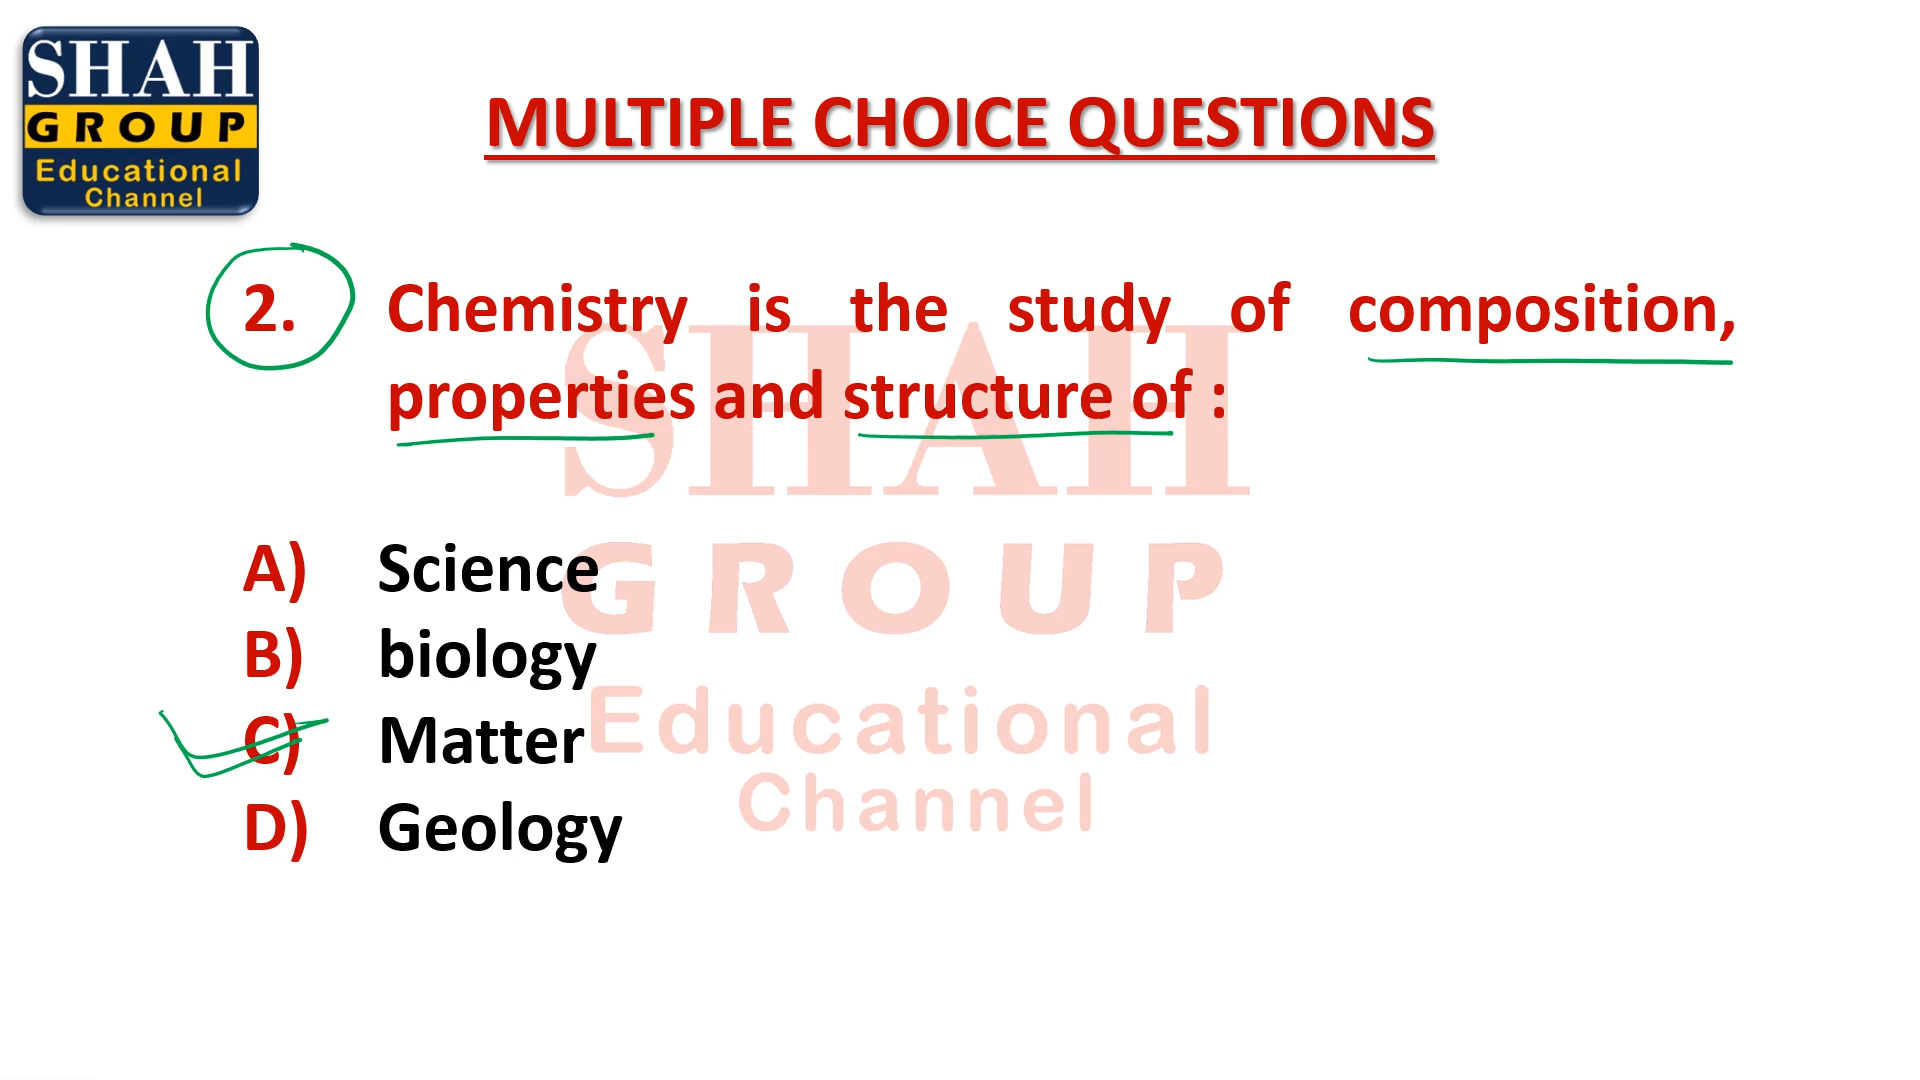 SHAH
GROUP
Educational
Channel
MULTIPLE CHOICE QUESTIONS
2. Chemistry is the study of composition,
properties and structure of :
A) Science
B) biology
C) Matter
D) Geology
SHAH
GROUP
Educational
Channel